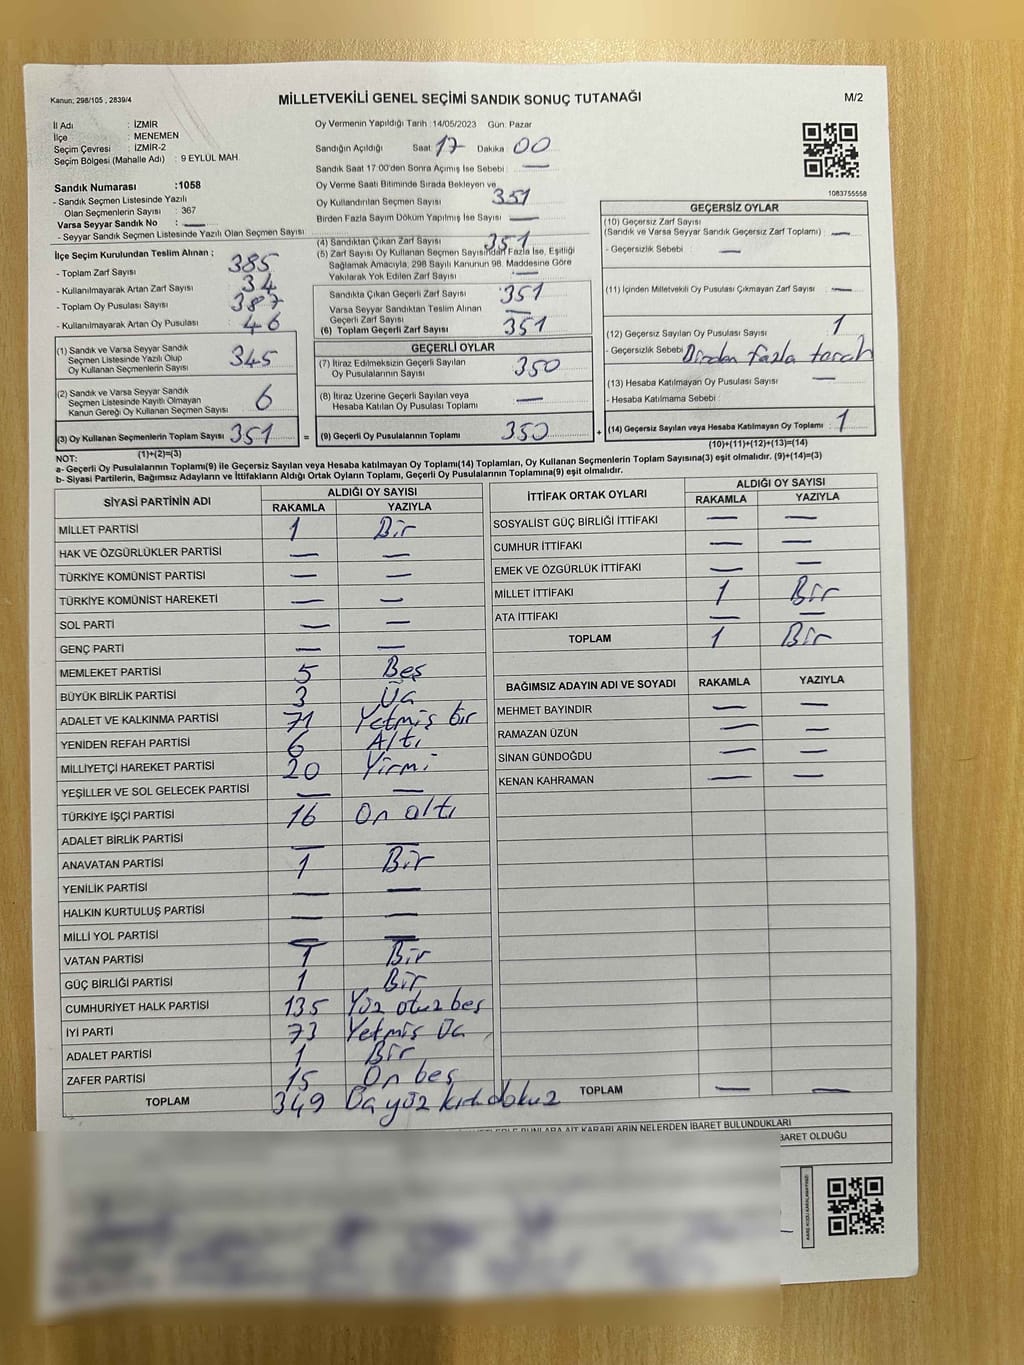 Kanun; 298/105 , 2839/4
MİLLETVEKİLİ GENEL SEÇİMİ SANDIK SONUÇ TUTANAĞI
M/2
İl Adı : İZMİR
İlçe : MENEMEN
Seçim Çevresi : İZMİR-2
Seçim Bölgesi (Mahalle Adı) : 9 EYLÜL MAH.
Sandık Numarası :1058
- Sandık Seçmen Listesinde Yazılı
Olan Seçmenlerin Sayısı : 367
Varsa Seyyar Sandık No : —
- Seyyar Sandık Seçmen Listesinde Yazılı Olan Seçmen Sayısı :
İlçe Seçim Kurulundan Teslim Alınan ;
- Toplam Zarf Sayısı 385
- Kullanılmayarak Artan Zarf Sayısı 34
- Toplam Oy Pusulası Sayısı 387
- Kullanılmayarak Artan Oy Pusulası 46
(1) Sandık ve Varsa Seyyar Sandık
Seçmen Listesinde Yazılı Olup
Oy Kullanan Seçmenlerin Sayısı 345
(2) Sandık ve Varsa Seyyar Sandık
Seçmen Listesinde Kayıtlı Olmayan
Kanun Gereği Oy Kullanan Seçmen Sayısı 6
(3) Oy Kullanan Seçmenlerin Toplam Sayısı 351 =
(1)+(2)=(3)
Oy Vermenin Yapıldığı Tarih :14/05/2023 Gün: Pazar
Sandığın Açıldığı Saat 17 Dakika 00
Sandık Saat 17.00'den Sonra Açımış İse Sebebi : —
Oy Verme Saati Bitiminde Sırada Bekleyen ve
Oy Kullandırılan Seçmen Sayısı 351
Birden Fazla Sayım Döküm Yapılmış İse Sayısı —
(4) Sandıktan Çıkan Zarf Sayısı 351
(5) Zarf Sayısı Oy Kullanan Seçmen Sayısından Fazla İse, Eşitliği
Sağlamak Amacıyla, 298 Sayılı Kanunun 98. Maddesine Göre
Yakılarak Yok Edilen Zarf Sayısı —
Sandıkta Çıkan Geçerli Zarf Sayısı 351
Varsa Seyyar Sandıktan Teslim Alınan
Geçerli Zarf Sayısı —
(6) Toplam Geçerli Zarf Sayısı 351
GEÇERLİ OYLAR
(7) İtiraz Edilmeksizin Geçerli Sayılan
Oy Pusulalarının Sayısı 350
(8) İtiraz Üzerine Geçerli Sayılan veya
Hesaba Katılan Oy Pusulası Toplamı —
(9) Geçerli Oy Pusulalarının Toplamı 350 +
1083755558
GEÇERSİZ OYLAR
(10) Geçersiz Zarf Sayısı
(Sandık ve Varsa Seyyar Sandık Geçersiz Zarf Toplamı) : —
- Geçersizlik Sebebi : —
(11) İçinden Milletvekili Oy Pusulası Çıkmayan Zarf Sayısı : —
(12) Geçersiz Sayılan Oy Pusulası Sayısı 1
- Geçersizlik Sebebi Birden fazla tercih
(13) Hesaba Katılmayan Oy Pusulası Sayısı : —
- Hesaba Katılmama Sebebi :
(14) Geçersiz Sayılan veya Hesaba Katılmayan Oy Toplamı : 1
(10)+(11)+(12)+(13)=(14)
NOT:
a- Geçerli Oy Pusulalarının Toplamı(9) ile Geçersiz Sayılan veya Hesaba katılmayan Oy Toplamı(14) Toplamları, Oy Kullanan Seçmenlerin Toplam Sayısına(3) eşit olmalıdır. (9)+(14)=(3)
b- Siyasi Partilerin, Bağımsız Adayların ve İttifakların Aldığı Ortak Oyların Toplamı, Geçerli Oy Pusulalarının Toplamına(9) eşit olmalıdır.
SİYASİ PARTİNİN ADI ALDIĞI OY SAYISI
RAKAMLA YAZIYLA
MİLLET PARTİSİ 1 Bir
HAK VE ÖZGÜRLÜKLER PARTİSİ — —
TÜRKİYE KOMÜNİST PARTİSİ — —
TÜRKİYE KOMÜNİST HAREKETİ — —
SOL PARTİ — —
GENÇ PARTİ — —
MEMLEKET PARTİSİ 5 Beş
BÜYÜK BİRLİK PARTİSİ 3 Üç
ADALET VE KALKINMA PARTİSİ 71 Yetmiş bir
YENİDEN REFAH PARTİSİ 6 Altı
MİLLİYETÇİ HAREKET PARTİSİ 20 Yirmi
YEŞİLLER VE SOL GELECEK PARTİSİ — —
TÜRKİYE İŞÇİ PARTİSİ 16 On altı
ADALET BİRLİK PARTİSİ — —
ANAVATAN PARTİSİ 1 Bir
YENİLİK PARTİSİ — —
HALKIN KURTULUŞ PARTİSİ — —
MİLLİ YOL PARTİSİ — —
VATAN PARTİSİ 1 Bir
GÜÇ BİRLİĞİ PARTİSİ 1 Bir
CUMHURİYET HALK PARTİSİ 135 Yüz otuz beş
İYİ PARTİ 73 Yetmiş Üç
ADALET PARTİSİ 1 Bir
ZAFER PARTİSİ 15 On beş
TOPLAM 349 Üç yüz kırk dokuz
İTTİFAK ORTAK OYLARI ALDIĞI OY SAYISI
RAKAMLA YAZIYLA
SOSYALİST GÜÇ BİRLİĞİ İTTİFAKI — —
CUMHUR İTTİFAKI — —
EMEK VE ÖZGÜRLÜK İTTİFAKI — —
MİLLET İTTİFAKI 1 Bir
ATA İTTİFAKI — —
TOPLAM 1 Bir
BAĞIMSIZ ADAYIN ADI VE SOYADI RAKAMLA YAZIYLA
MEHMET BAYINDIR — —
RAMAZAN ÜZÜN — —
SİNAN GÜNDOĞDU — —
KENAN KAHRAMAN — —
TOPLAM — —
BUNLARA AİT KARARLARIN NELERDEN İBARET BULUNDUKLARI
BARET OLDUĞU